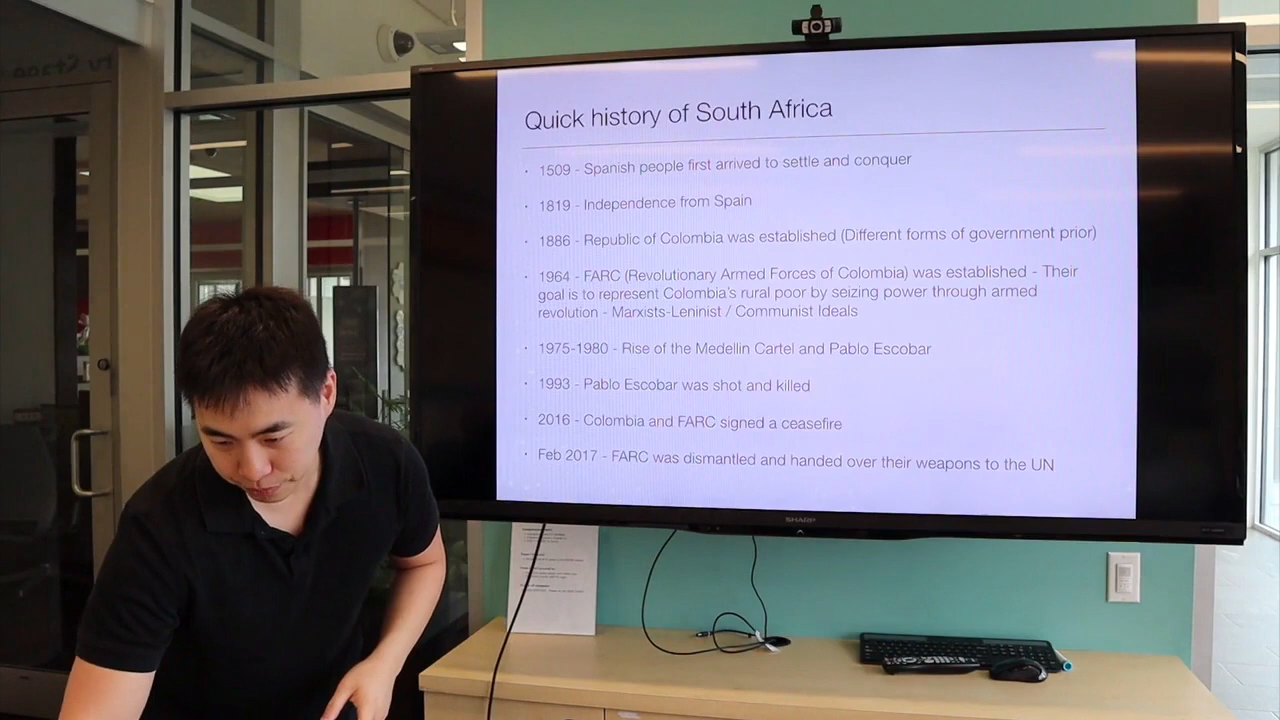 Quick history of South Africa
• 1509 - Spanish people first arrived to settle and conquer
• 1819 - Independence from Spain
• 1886 - Republic of Colombia was established (Different forms of government prior)
• 1964 - FARC (Revolutionary Armed Forces of Colombia) was established - Their
goal is to represent Colombia's rural poor by seizing power through armed
revolution - Marxists-Leninist / Communist Ideals
• 1975-1980 - Rise of the Medellin Cartel and Pablo Escobar
• 1993 - Pablo Escobar was shot and killed
• 2016 - Colombia and FARC signed a ceasefire
• Feb 2017 - FARC was dismantled and handed over their weapons to the UN
SHARP